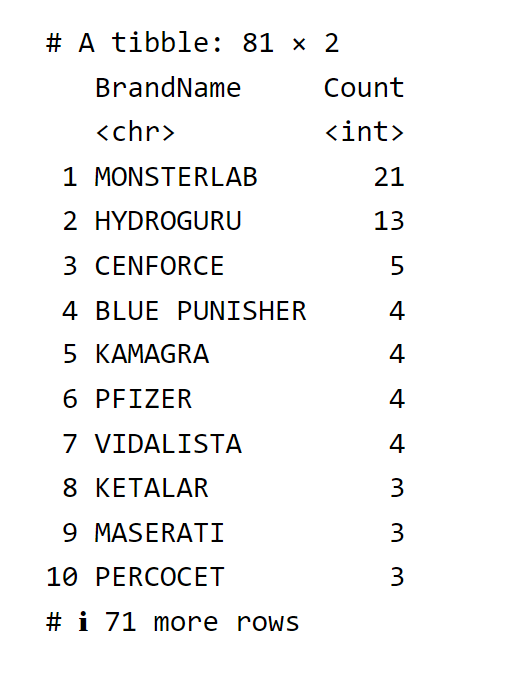 # A tibble: 81 × 2
BrandName Count
<chr> <int>
1 MONSTERLAB 21
2 HYDROGURU 13
3 CENFORCE 5
4 BLUE PUNISHER 4
5 KAMAGRA 4
6 PFIZER 4
7 VIDALISTA 4
8 KETALAR 3
9 MASERATI 3
10 PERCOCET 3
# ℹ 71 more rows